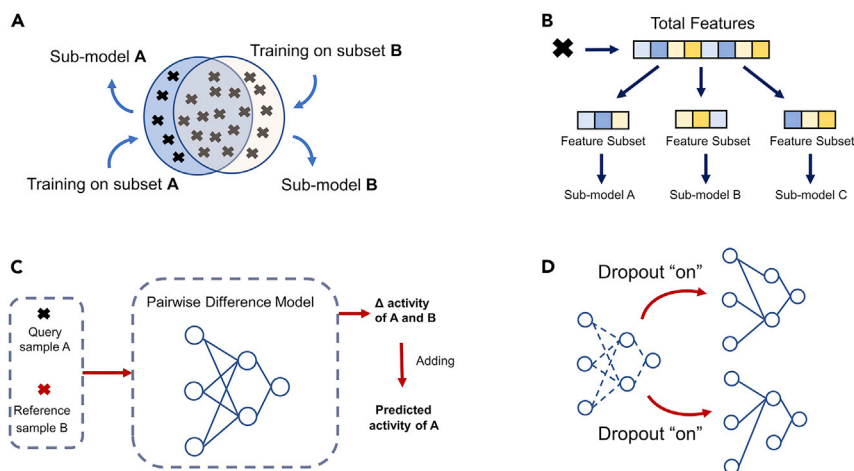 A
Sub-model A
Training on subset B
Training on subset A
Sub-model B
B
Total Features
Feature Subset
Feature Subset
Feature Subset
Sub-model A
Sub-model B
Sub-model C
C
Query
sample A
Reference
sample B
Pairwise Difference Model
Δ activity
of A and B
Adding
Predicted
activity of A
D
Dropout “on”
Dropout “on”